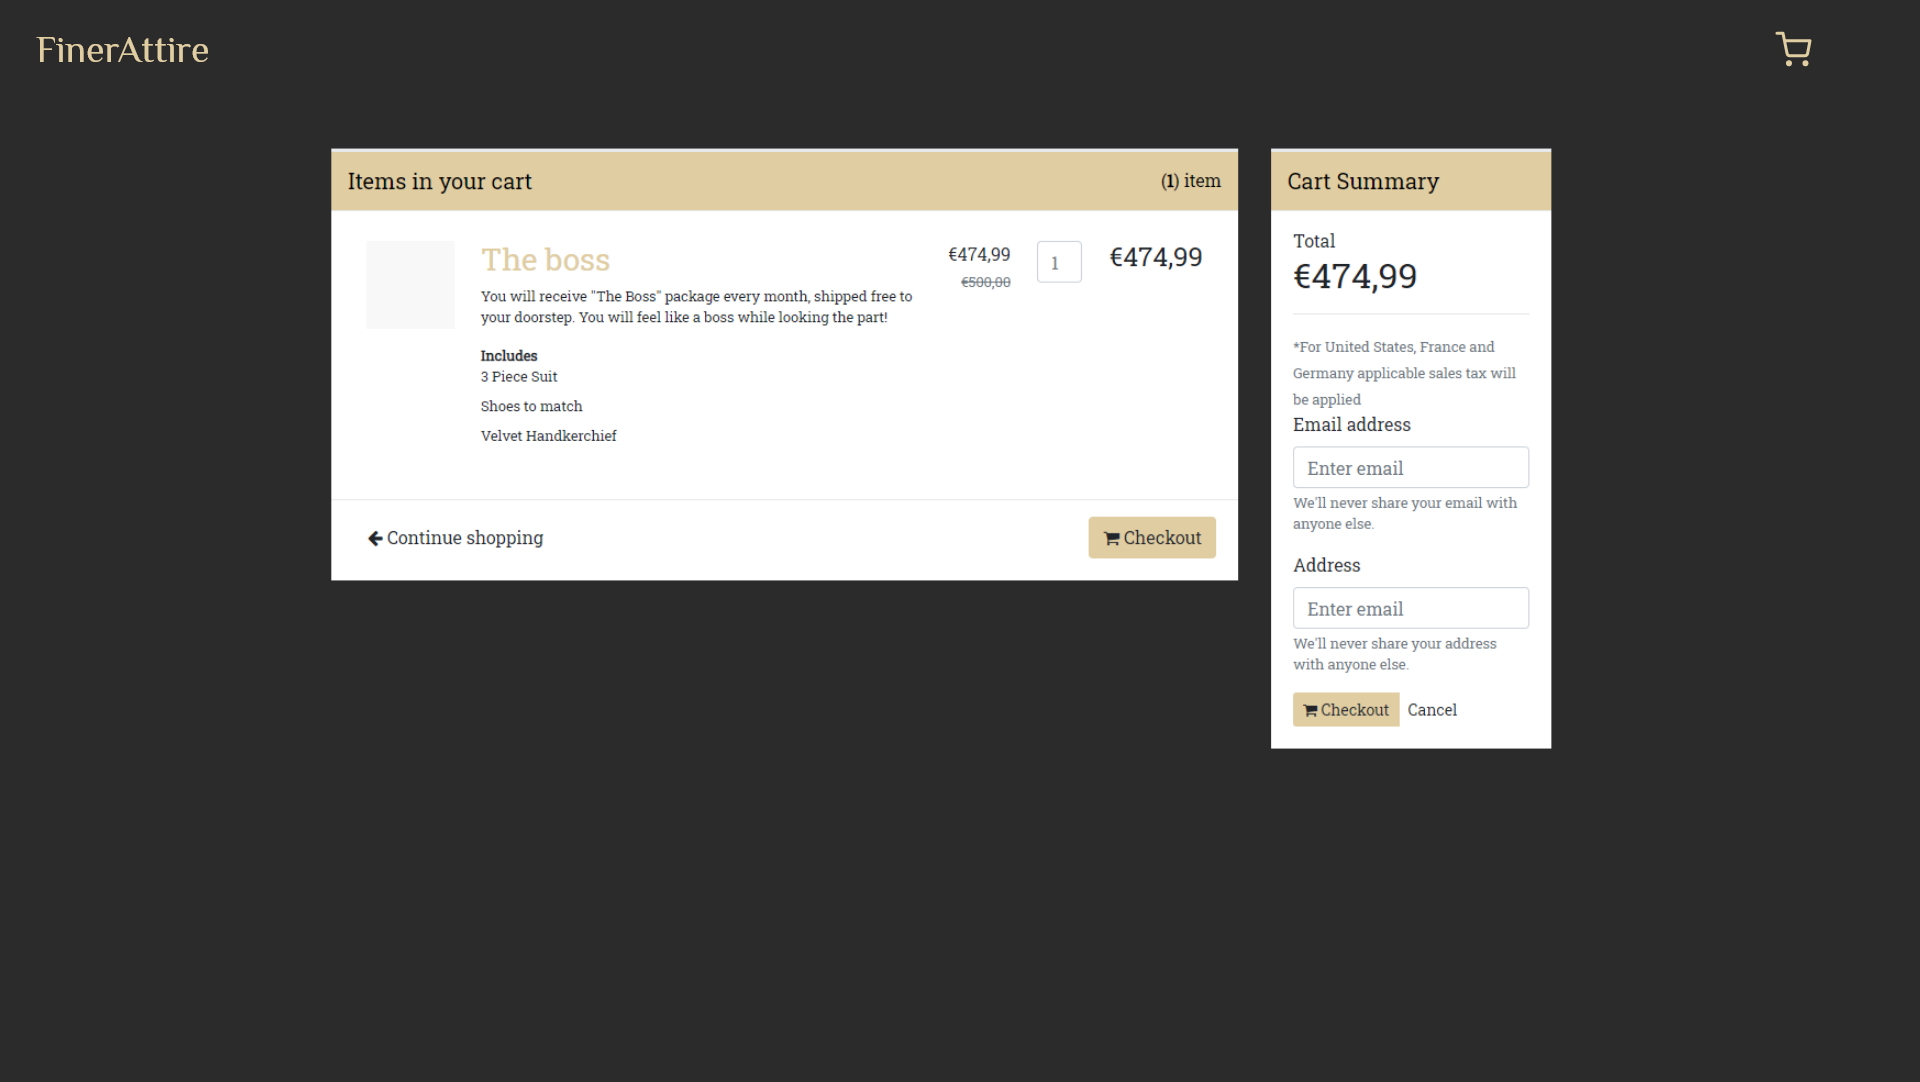 FinerAttire
Items in your cart
(1) item
The boss
€474,99
€500,00
1
€474,99
You will receive "The Boss" package every month, shipped free to
your doorstep. You will feel like a boss while looking the part!
Includes
3 Piece Suit
Shoes to match
Velvet Handkerchief
Continue shopping
Checkout
Cart Summary
Total
€474,99
*For United States, France and
Germany applicable sales tax will
be applied
Email address
Enter email
We'll never share your email with
anyone else.
Address
Enter email
We'll never share your address
with anyone else.
Checkout
Cancel